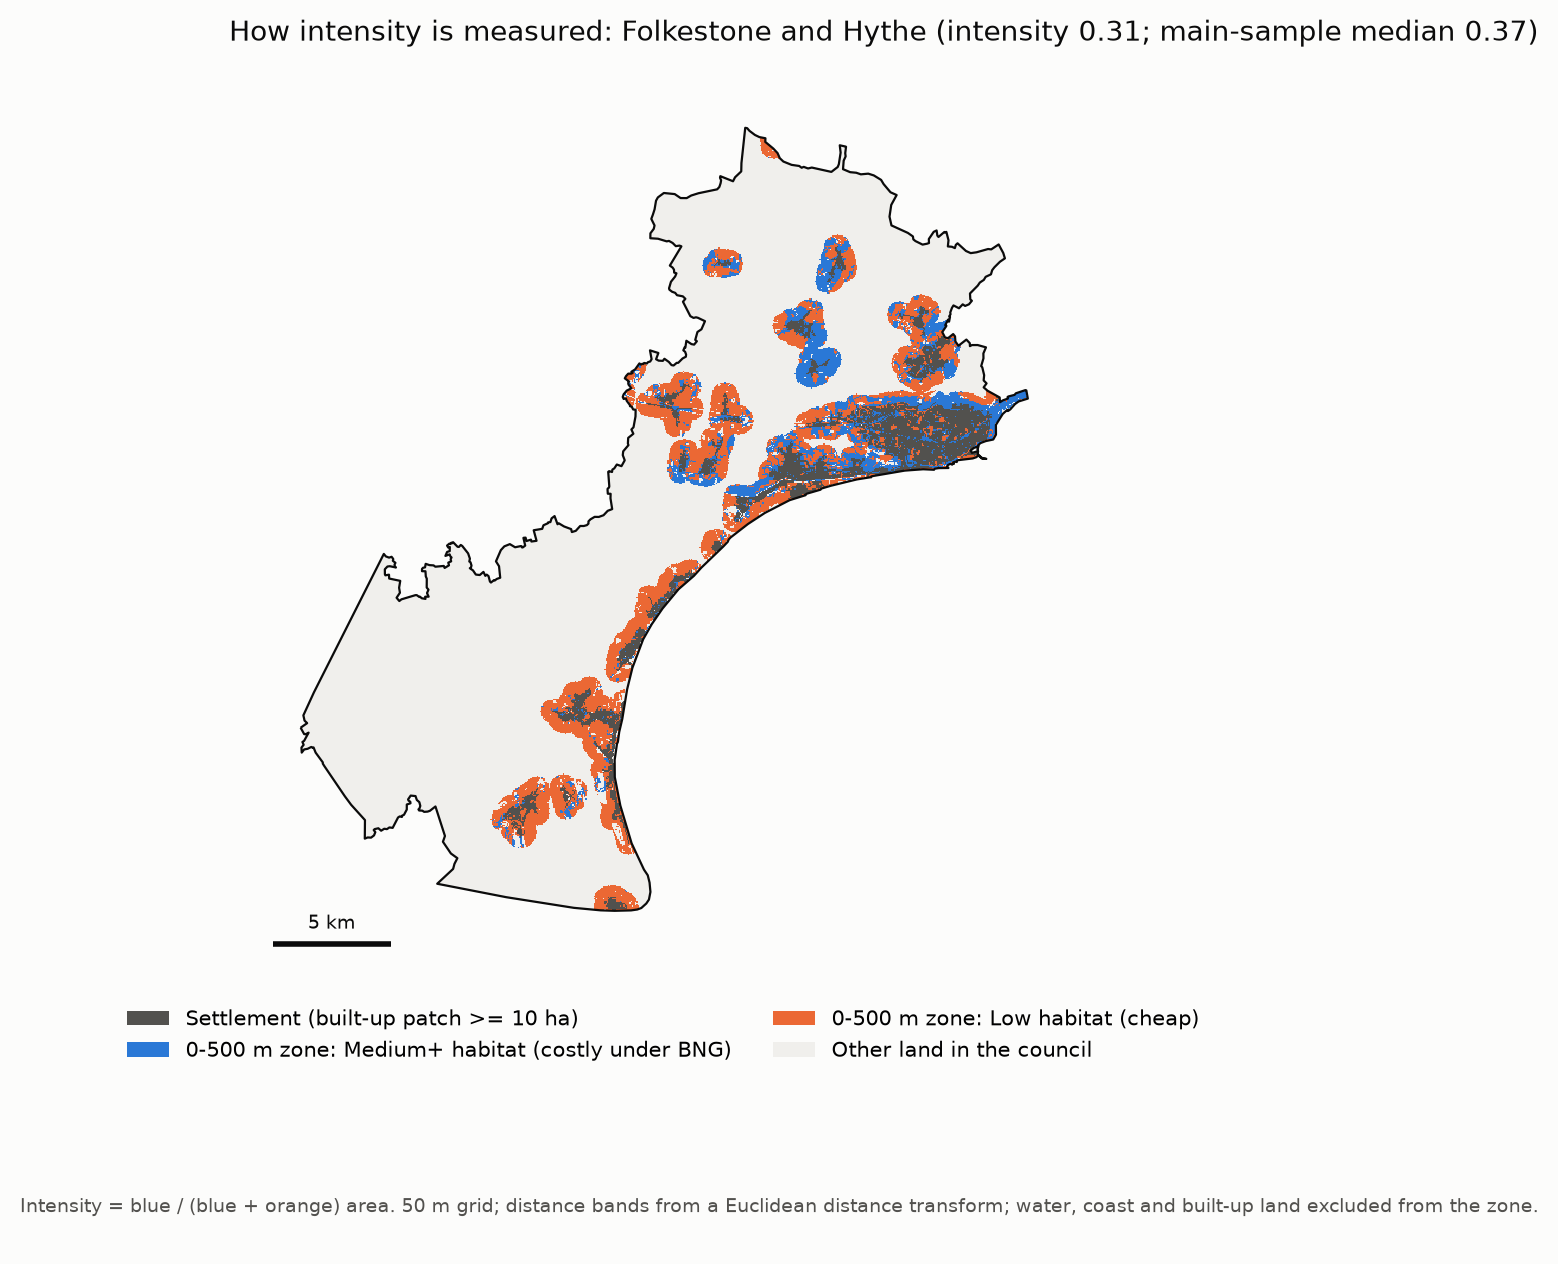 How intensity is measured: Folkestone and Hythe (intensity 0.31; main-sample median 0.37)
5 km
Settlement (built-up patch >= 10 ha)
0-500 m zone: Medium+ habitat (costly under BNG)
0-500 m zone: Low habitat (cheap)
Other land in the council
Intensity = blue / (blue + orange) area. 50 m grid; distance bands from a Euclidean distance transform; water, coast and built-up land excluded from the zone.